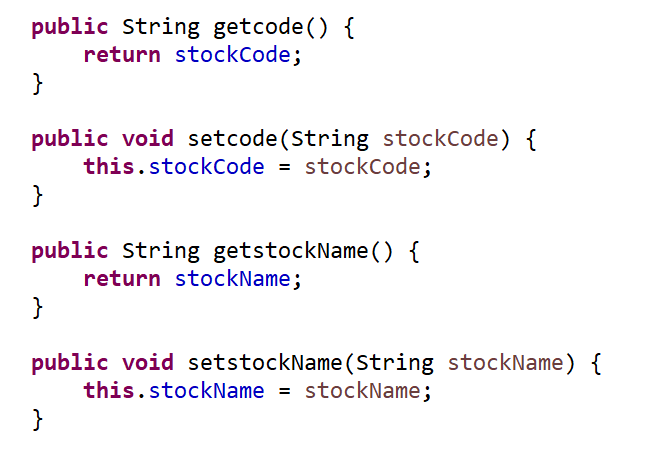 public String getcode() {
    return stockCode;
}

public void setcode(String stockCode) {
    this.stockCode = stockCode;
}

public String getstockName() {
    return stockName;
}

public void setstockName(String stockName) {
    this.stockName = stockName;
}